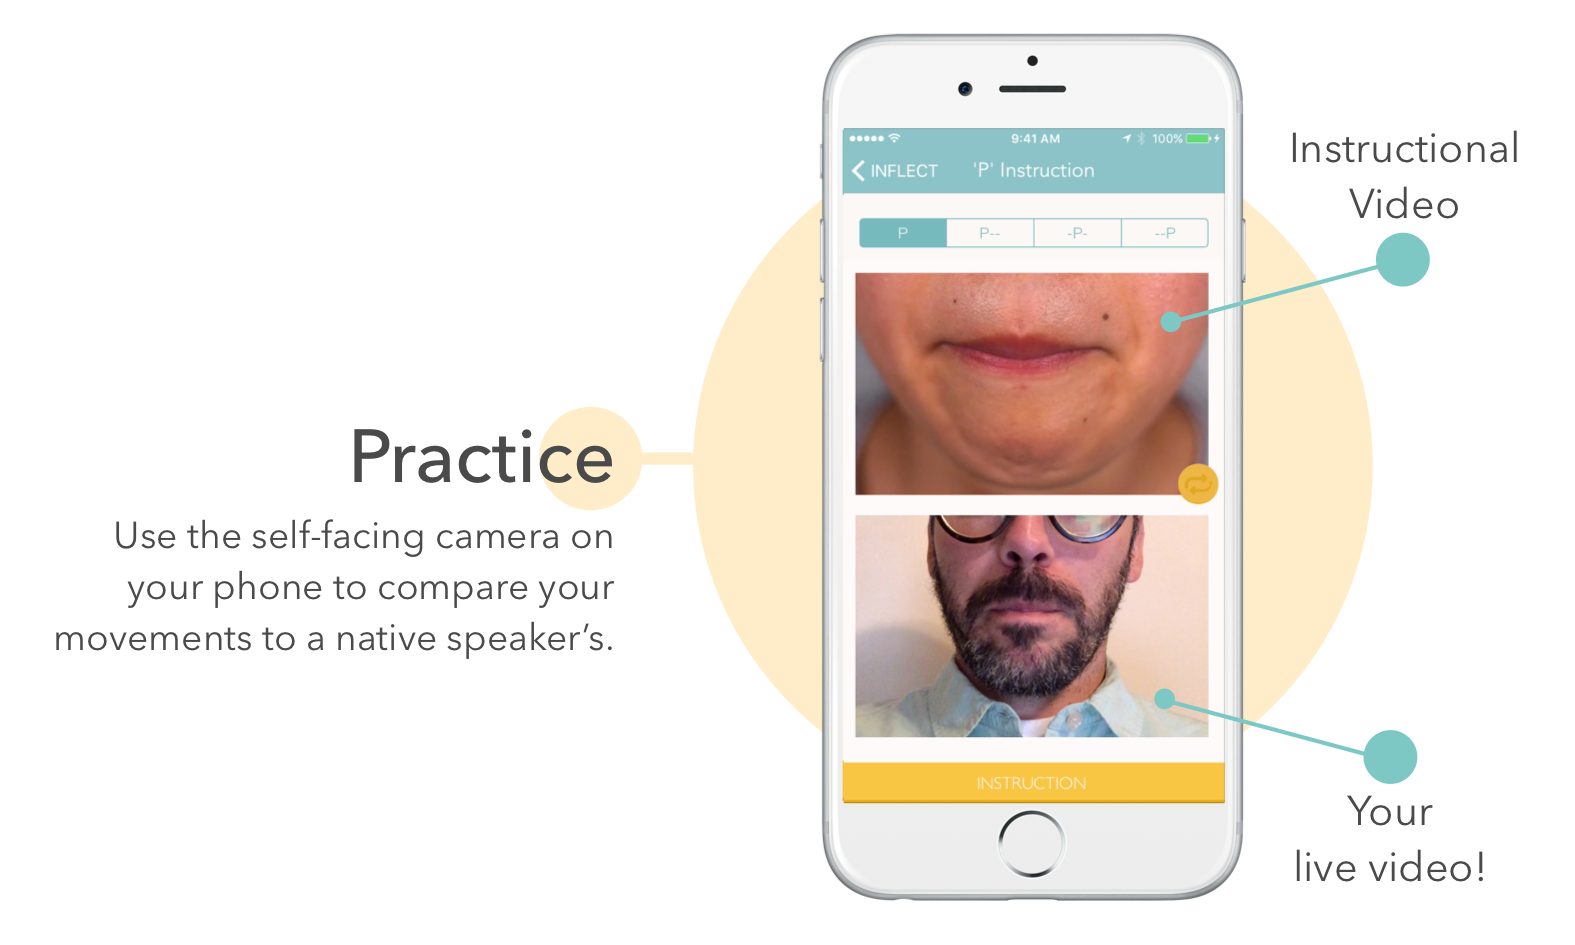 Practice
Use the self-facing camera on
your phone to compare your
movements to a native speaker’s.
9:41 AM
100%
INFLECT
'P' Instruction
P
P--
-P-
--P
INSTRUCTION
Instructional
Video
Your
live video!